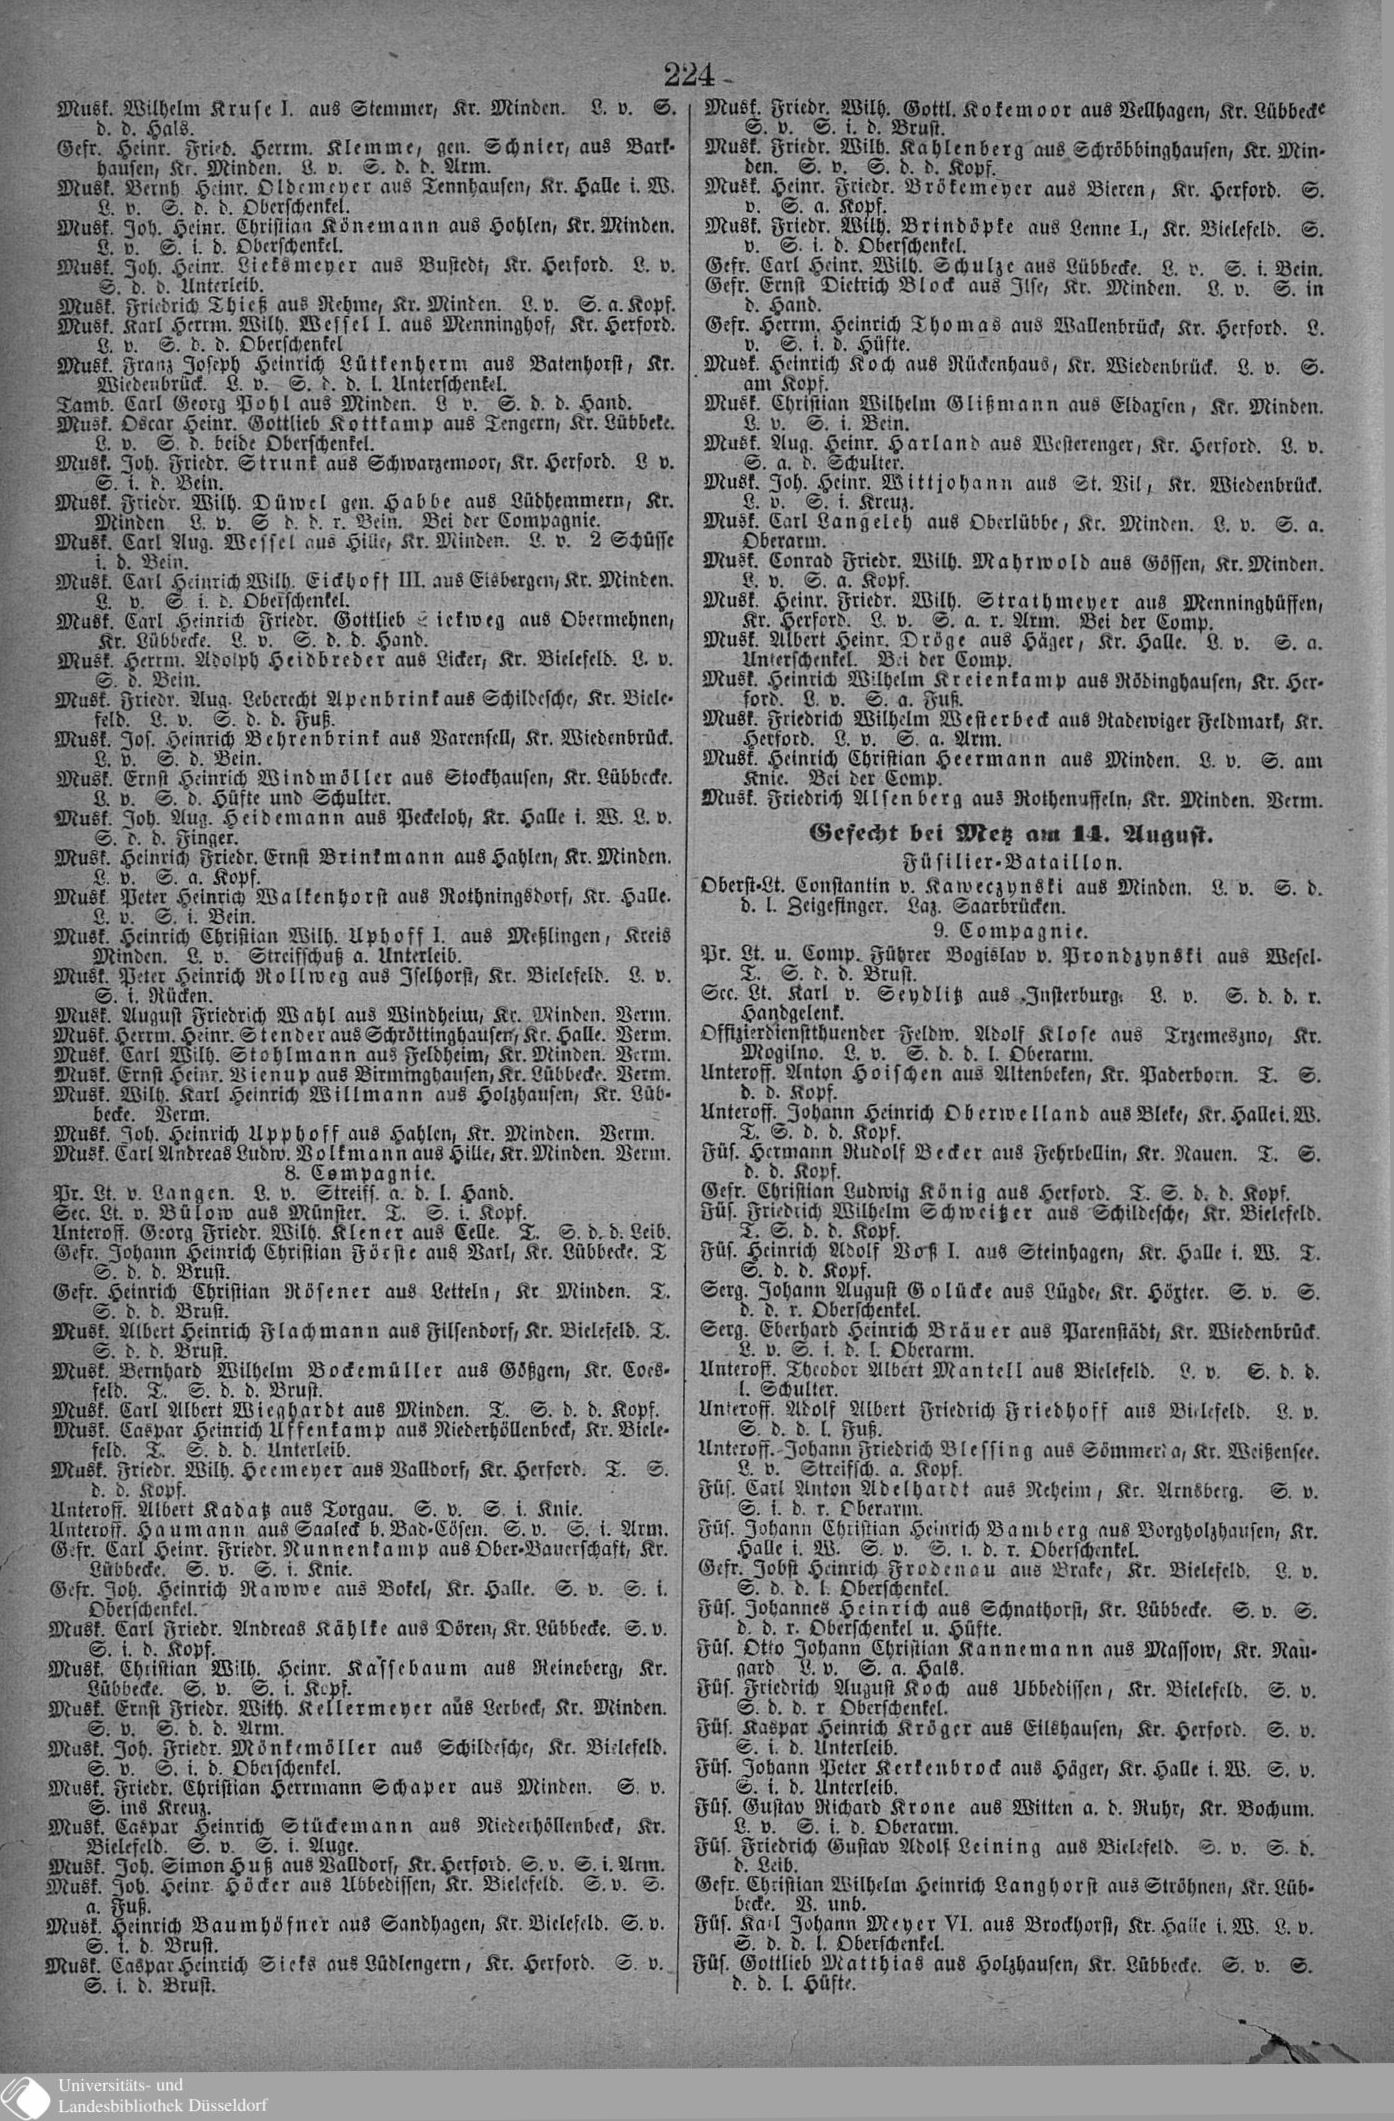 224
Musk. Wilhelm Kruse I. aus Stemmer, Kr. Minden. L. v. S.
d. d. Hals.
Gefr. Heinr. Fried. Herrm. Klemme, gen. Schnier, aus Bark-
hausen, Kr. Minden. L. v. S. d. d. Arm.
Musk. Bernh. Heinr. Oldemeyer aus Tennhausen, Kr. Halle i. W.
L. v. S. d. d. Oberschenkel.
Musk. Joh. Heinr. Christian Könemann aus Hohlen, Kr. Minden.
L. v. S. i. d. Oberschenkel.
Musk. Joh. Heinr. Lieksmeyer aus Bustedt, Kr. Herford. L. v.
S. d. d. Unterleib.
Musk. Friedrich Thieß aus Rehme, Kr. Minden. L. v. S. a. Kopf.
Musk. Karl Herrm. Wilh. Wessel I. aus Menninghof, Kr. Herford.
L. v. S. d. d. Oberschenkel
Musk. Franz Joseph Heinrich Lütkenherm aus Batenhorst, Kr.
Wiedenbrück. L. v. S. d. d. l. Unterschenkel.
Tamb. Carl Georg Pohl aus Minden. L v. S. d. d. Hand.
Musk. Oscar Heinr. Gottlieb Kottkamp aus Tengern, Kr. Lübbeke.
L. v. S. d. beide Oberschenkel.
Musk. Joh. Friedr. Strunk aus Schwarzemoor, Kr. Herford. L v.
S. i. d. Bein.
Musk. Friedr. Wilh. Düwel gen. Habbe aus Lüdhemmern, Kr.
Minden L. v. S d. d. r. Bein. Bei der Compagnie.
Musk. Carl Aug. Wessel aus Hille, Kr. Minden. L. v. 2 Schüsse
i. d. Bein.
Musk. Carl Heinrich Wilh. Eickhoff III. aus Eisbergen, Kr. Minden.
L. v. S. i. d. Oberschenkel.
Musk. Carl Heinrich Friedr. Gottlieb aus Obermehnen,
Kr. Lübbecke. L. v. S. d. d. Hand.
Musk. Herrm. Adolph Heidbreder aus Licker, Kr. Bielefeld. L. v.
S. d. Bein.
Musk. Friedr. Aug. Leberecht Apenbrink aus Schildesche, Kr. Biele-
feld. L. v. S. d. d. Fuß.
Musk. Jos. Heinrich Behrenbrink aus Varensell, Kr. Wiedenbrück.
L. v. S. d. Bein.
Musk. Ernst Heinrich Windmöller aus Stockhausen, Kr. Lübbecke.
L. v. S. d. Hüfte und Schulter.
Musk. Joh. Aug. Heidemann aus Peckeloh, Kr. Halle i. W. L. v.
S. d. d. Finger.
Musk. Heinrich Friedr. Ernst Brinkmann aus Hahlen, Kr. Minden.
L. v. S. a. Kopf.
Musk. Peter Heinrich Walkenhorst aus Rothningsdorf, Kr. Halle.
L. v. S. i. Bein.
Musk. Heinrich Christian Wilh. Uphoff I. aus Meßlingen, Kreis
Minden. L. v. Streifschuß a. Unterleib.
Musk. Peter Heinrich Rollweg aus Iselhorst, Kr. Bielefeld. L. v.
S. i. Rücken.
Musk. August Friedrich Wahl aus Windheim, Kr. Minden. Verm.
Musk. Herrm. Heinr. Stender aus Schröttinghausen, Kr. Halle. Verm.
Musk. Carl Wilh. Stohlmann aus Feldheim, Kr. Minden. Verm.
Musk. Ernst Heinr. Vienup aus Birminghausen, Kr. Lübbecke. Verm.
Musk. Wilh. Karl Heinrich Willmann aus Holzhausen, Kr. Lüb-
becke. Verm.
Musk. Joh. Heinrich Upphoff aus Hahlen, Kr. Minden. Verm.
Musk. Carl Andreas Ludw. Volkmann aus Hille, Kr. Minden. Verm.
8. Compagnie.
Pr. Lt. v. Langen. L. v. Streifs. a. d. l. Hand.
Sec. Lt. v. Bülow aus Münster. T. S. i. Kopf.
Unteroff. Georg Friedr. Wilh. Klener aus Celle. T. S. d. d. Leib.
Gefr. Johann Heinrich Christian Förste aus Varl, Kr. Lübbecke. T
S. d. d. Brust.
Gefr. Heinrich Christian Rösener aus Letteln, Kr Minden. T.
S. d. d. Brust.
Musk. Albert Heinrich Flachmann aus Filsendorf, Kr. Bielefeld. T.
S. d. d. Brust.
Musk. Bernhard Wilhelm Bockemüller aus Gößgen, Kr. Coes-
feld. T. S. d. d. Brust.
Musk. Carl Albert Wieghardt aus Minden. T. S. d. d. Kopf.
Musk. Caspar Heinrich Uffenkamp aus Niederhöllenbeck, Kr. Biele-
feld. T. S. d. d. Unterleib.
Musk. Friedr. Wilh. Heemeyer aus Valldorf, Kr. Herford. T. S.
d. d. Kopf.
Unteroff. Albert Kadatz aus Torgau. S. v. S. i. Knie.
Unteroff. Haumann aus Saaleck b. Bad-Cösen. S. v. S. i. Arm.
Gefr. Carl Heinr. Friedr. Nunnenkamp aus Ober-Bauerschaft, Kr.
Lübbecke. S. v. S. i. Knie.
Gefr. Joh. Heinrich Rawwe aus Bokel, Kr. Halle. S. v. S. i.
Oberschenkel.
Musk. Carl Friedr. Andreas Kählke aus Dören, Kr. Lübbecke. S. v.
S. i. d. Kopf.
Musk. Christian Wilh. Heinr. Kassebaum aus Reineberg, Kr.
Lübbecke. S. v. S. i. Kopf.
Musk. Ernst Friedr. With. Kellermeyer aus Lerbeck, Kr. Minden.
S. v. S. d. d. Arm.
Musk. Joh. Friedr. Mönkemöller aus Schildesche, Kr. Bielefeld.
S. v. S. i. d. Oberschenkel.
Musk. Friedr. Christian Herrmann Schaper aus Minden. S. v.
S. ins Kreuz.
Musk. Caspar Heinrich Stückemann aus Niederhöllenbeck, Kr.
Bielefeld. S. v. S. i. Auge.
Musk. Joh. Simon Huß aus Valldorf, Kr. Herford. S. v. S. i. Arm.
Musk. Joh. Heinr. Höcker aus Ubbedissen, Kr. Bielefeld. S. v. S.
a. Fuß.
Musk. Heinrich Baumhöfner aus Sandhagen, Kr. Bielefeld. S. v.
S. i. d. Brust.
Musk. Caspar Heinrich Sieks aus Lüdlengern, Kr. Herford. S. v.
S. i. d. Brust.
Musk. Friedr. Wilh. Gottl. Kokemoor aus Vellhagen, Kr. Lübbecke
S. v. S. i. d. Brust.
Musk. Friedr. Wilh. Kahlenberg aus Schröbbinghausen, Kr. Min-
den. S. v. S. d. d. Kopf.
Musk. Heinr. Friedr. Brökemeyer aus Bieren, Kr. Herford. S.
v. S. a. Kopf.
Musk. Friedr. Wilh. Brindöpke aus Lenne I., Kr. Bielefeld. S.
v. S. i. d. Oberschenkel.
Gefr. Carl Heinr. Wilh. Schulze aus Lübbecke. L. v. S. i. Bein.
Gefr. Ernst Dietrich Block aus Ilse, Kr. Minden. L. v. S. in
d. Hand.
Gefr. Herrm. Heinrich Thomas aus Wallenbrück, Kr. Herford. L.
v. S. i. d. Hüfte.
Musk. Heinrich Koch aus Rückenhaus, Kr. Wiedenbrück. L. v. S.
am Kopf.
Musk. Christian Wilhelm Glißmann aus Eldaxsen, Kr. Minden.
L. v. S. i. Bein.
Musk. Aug. Heinr. Harland aus Westerenger, Kr. Herford. L. v.
S. a. d. Schulter.
Musk. Joh. Heinr. Wittjohann aus St. Vil, Kr. Wiedenbrück.
L. v. S. i. Kreuz.
Musk. Carl Langeleh aus Oberlübbe, Kr. Minden. L. v. S. a.
Oberarm.
Musk. Conrad Friedr. Wilh. Mahrwold aus Gössen, Kr. Minden.
L. v. S. a. Kopf.
Musk. Heinr. Friedr. Wilh. Strathmeyer aus Menninghüffen,
Kr. Herford. L. v. S. a. r. Arm. Bei der Comp.
Musk. Albert Heinr. Dröge aus Häger, Kr. Halle. L. v. S. a.
Unterschenkel. Bei der Comp.
Musk. Heinrich Wilhelm Kreienkamp aus Rödinghausen, Kr. Her-
ford. L. v. S. a. Fuß.
Musk. Friedrich Wilhelm Westerbeck aus Radewiger Feldmark, Kr.
Herford. L. v. S. a. Arm.
Musk. Heinrich Christian Heermann aus Minden. L. v. S. am
Knie. Bei der Comp.
Musk. Friedrich Alsenberg aus Rothenuffeln, Kr. Minden. Verm.
Gefecht bei Metz am 14. August.
Füsilier-Bataillon.
Oberst-Lt. Constantin v. Kaweczynski aus Minden. L. v. S. d.
d. l. Zeigefinger. Laz. Saarbrücken.
9. Compagnie.
Pr. Lt. u. Comp. Führer Bogislav v. Prondzynski aus Wesel.
T. S. d. d. Brust.
Sec. Lt. Karl v. Seydlitz aus Insterburg. L. v. S. d. d. r.
Handgelenk.
Offizierdienstthuender Feldw. Adolf Klose aus Trzemeszno, Kr.
Mogilno. L. v. S. d. d. l. Oberarm.
Unteroff. Anton Hoischen aus Altenbeken, Kr. Paderborn. T. S.
d. d. Kopf.
Unteroff. Johann Heinrich Oberwelland aus Bleke, Kr. Halle i. W.
T. S. d. d. Kopf.
Füs. Hermann Rudolf Becker aus Fehrbellin, Kr. Nauen. T. S.
d. d. Kopf.
Gefr. Christian Ludwig König aus Herford. T. S. d. d. Kopf.
Füs. Friedrich Wilhelm Schweitzer aus Schildesche, Kr. Bielefeld.
T. S. d. d. Kopf.
Füs. Heinrich Adolf Voß I. aus Steinhagen, Kr. Halle i. W. T.
S. d. d. Kopf.
Serg. Johann August Golücke aus Lügde, Kr. Höxter. S. v. S.
d. d. r. Oberschenkel.
Serg. Eberhard Heinrich Bräuer aus Parenstädt, Kr. Wiedenbrück.
L. v. S. i. d. l. Oberarm.
Unteroff. Theodor Albert Mantell aus Bielefeld. L. v. S. d. d.
l. Schulter.
Unteroff. Adolf Albert Friedrich Friedhoff aus Bielefeld. L. v.
S. d. d. l. Fuß.
Unteroff. Johann Friedrich Blessing aus Sömmerda, Kr. Weißensee.
L. v. Streifsch. a. Kopf.
Füs. Carl Anton Adelhardt aus Neheim, Kr. Arnsberg. S. v.
S. i. d. r. Oberarm.
Füs. Johann Christian Heinrich Bamberg aus Borgholzhausen, Kr.
Halle i. W. S. v. S. i. d. r. Oberschenkel.
Gefr. Jobst Heinrich Frodenau aus Brake, Kr. Bielefeld. L. v.
S. d. d. l. Oberschenkel.
Füs. Johannes Heinrich aus Schnathorst, Kr. Lübbecke. S. v. S.
d. d. r. Oberschenkel u. Hüfte.
Füs. Otto Johann Christian Kannemann aus Massow, Kr. Nau-
gard L. v. S. a. Hals.
Füs. Friedrich August Koch aus Ubbedissen, Kr. Bielefeld. S. v.
S. d. d. r. Oberschenkel.
Füs. Kaspar Heinrich Kröger aus Eilshausen, Kr. Herford. S. v.
S. i. d. Unterleib.
Füs. Johann Peter Kerkenbrock aus Häger, Kr. Halle i. W. S. v.
S. i. d. Unterleib.
Füs. Gustav Richard Krone aus Witten a. d. Ruhr, Kr. Bochum.
L. v. S. i. d. Oberarm.
Füs. Friedrich Gustav Adolf Leining aus Bielefeld. S. v. S. d.
d. Leib.
Gefr. Christian Wilhelm Heinrich Langhorst aus Ströhnen, Kr. Lüb-
becke. V. unb.
Füs. Karl Johann Meyer VI. aus Brockhorst, Kr. Halle i. W. L. v.
S. d. d. l. Oberschenkel.
Füs. Gottlieb Matthias aus Holzhausen, Kr. Lübbecke. S. v. S.
d. d. l. Hüfte.
Universitäts- und
Landesbibliothek Düsseldorf